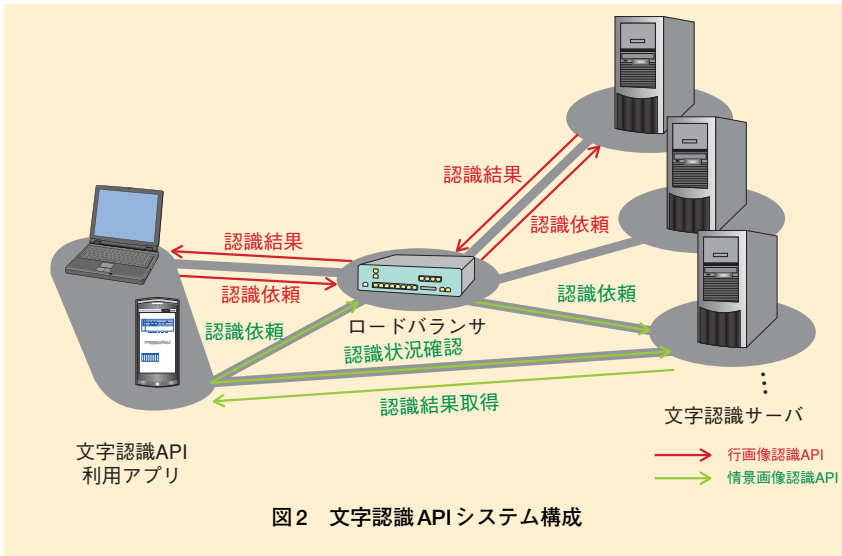 認識結果
認識依頼
認識結果
認識依頼
認識依頼
ロードバランサ
認識依頼
認識状況確認
認識結果取得
文字認識サーバ
文字認識API
利用アプリ
行画像認識API
情景画像認識API
図2 文字認識APIシステム構成